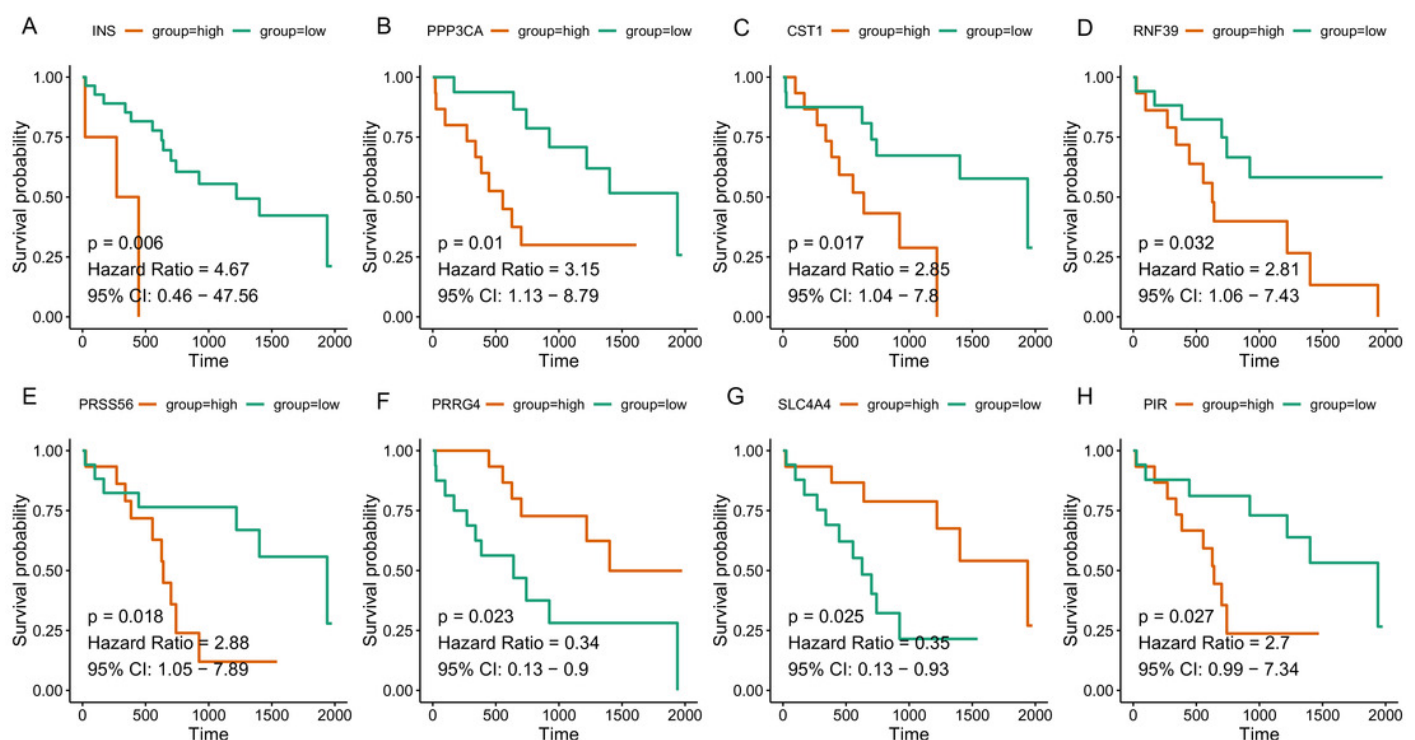 A INS group=high group=low
B PPP3CA group=high group=low
C CST1 group=high group=low
D RNF39 group=high group=low
Survival probability
1.00
0.75
0.50
0.25
0.00
p = 0.006
Hazard Ratio = 4.67
95% CI: 0.46 − 47.56
0 500 1000 1500 2000
Time
Survival probability
1.00
0.75
0.50
0.25
0.00
p = 0.01
Hazard Ratio = 3.15
95% CI: 1.13 − 8.79
0 500 1000 1500 2000
Time
Survival probability
1.00
0.75
0.50
0.25
0.00
p = 0.017
Hazard Ratio = 2.85
95% CI: 1.04 − 7.8
0 500 1000 1500 2000
Time
Survival probability
1.00
0.75
0.50
0.25
0.00
p = 0.032
Hazard Ratio = 2.81
95% CI: 1.06 − 7.43
0 500 1000 1500 2000
Time
E PRSS56 group=high group=low
F PRRG4 group=high group=low
G SLC4A4 group=high group=low
H PIR group=high group=low
Survival probability
1.00
0.75
0.50
0.25
0.00
p = 0.018
Hazard Ratio = 2.88
95% CI: 1.05 − 7.89
0 500 1000 1500 2000
Time
Survival probability
1.00
0.75
0.50
0.25
0.00
p = 0.023
Hazard Ratio = 0.34
95% CI: 0.13 − 0.9
0 500 1000 1500 2000
Time
Survival probability
1.00
0.75
0.50
0.25
0.00
p = 0.025
Hazard Ratio = 0.35
95% CI: 0.13 − 0.93
0 500 1000 1500 2000
Time
Survival probability
1.00
0.75
0.50
0.25
0.00
p = 0.027
Hazard Ratio = 2.7
95% CI: 0.99 − 7.34
0 500 1000 1500 2000
Time